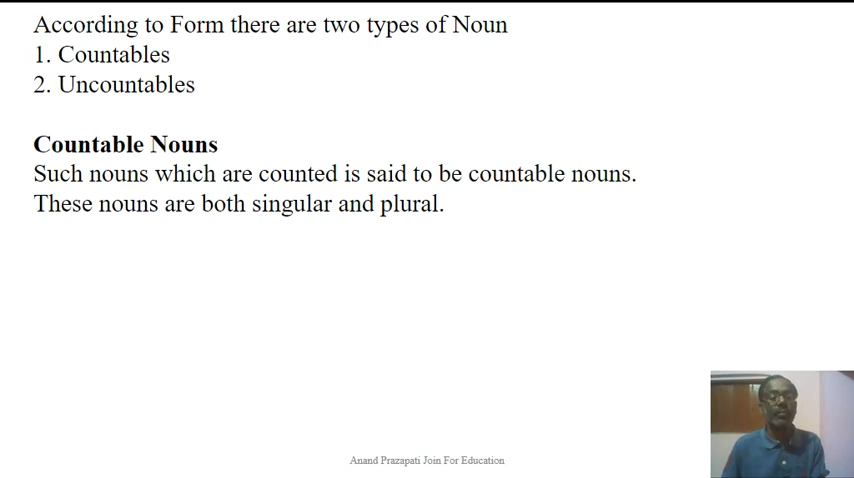 According to Form there are two types of Noun
1. Countables
2. Uncountables
Countable Nouns
Such nouns which are counted is said to be countable nouns.
These nouns are both singular and plural.
Anand Prazapati Join For Education